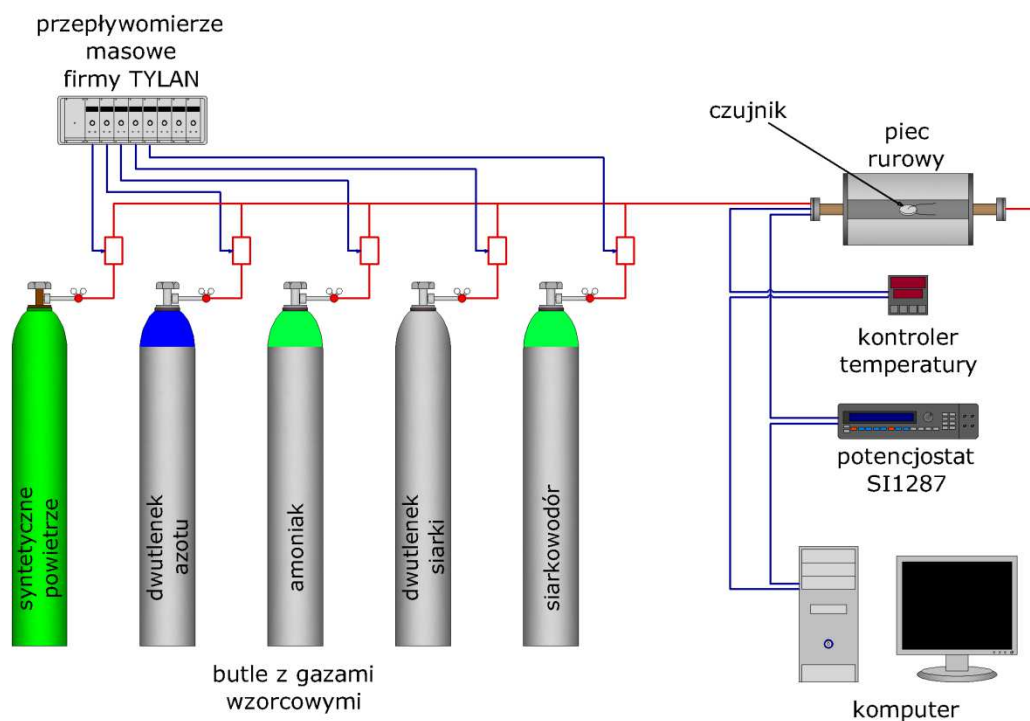 przepływomierze
masowe
firmy TYLAN
czujnik
piec
rurowy
kontroler
temperatury
potencjostat
SI1287
syntetyczne
powietrze
dwutlenek
azotu
amoniak
dwutlenek
siarki
siarkowodór
butle z gazami
wzorcowymi
komputer